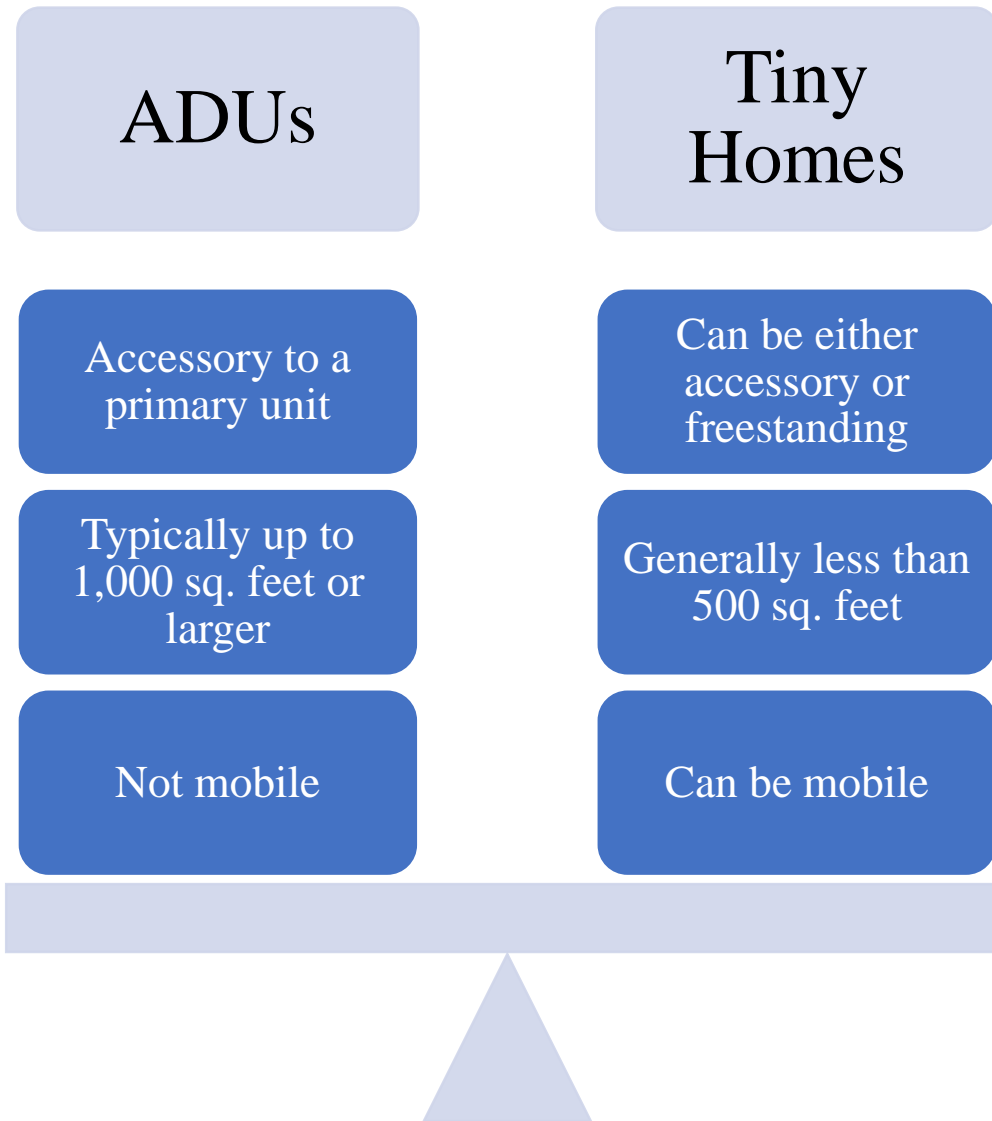 ADUs
Accessory to a
primary unit
Typically up to
1,000 sq. feet or
larger
Not mobile
Tiny
Homes
Can be either
accessory or
freestanding
Generally less than
500 sq. feet
Can be mobile